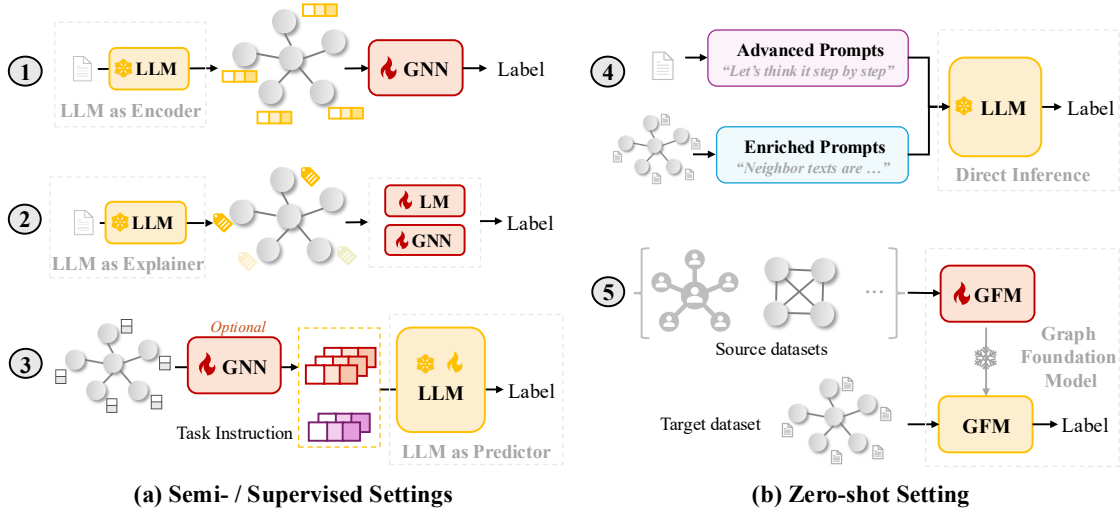 1
LLM
GNN
Label
LLM as Encoder
2
LLM
LM
GNN
Label
LLM as Explainer
3
Optional
GNN
LLM
Label
Task Instruction
LLM as Predictor
(a) Semi- / Supervised Settings
4
Advanced Prompts
“Let’s think it step by step”
Enriched Prompts
“Neighbor texts are …”
LLM
Label
Direct Inference
5
...
GFM
Source datasets
Graph
Foundation
Model
Target dataset
GFM
Label
(b) Zero-shot Setting